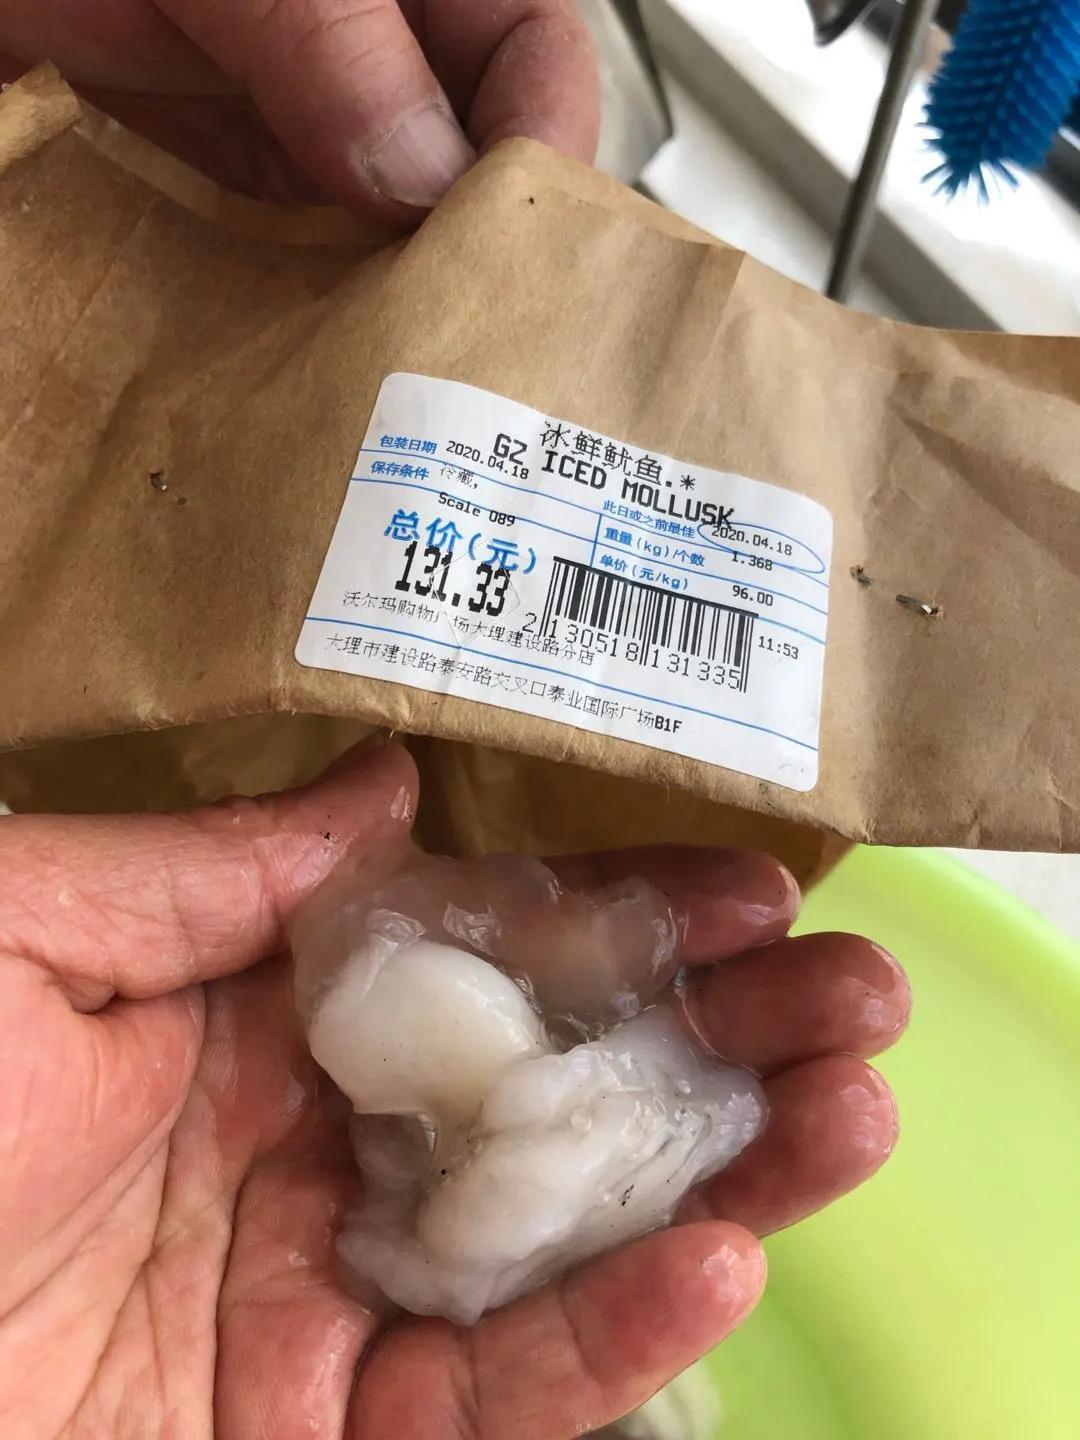 冰鲜鱿鱼.*
GZ ICED MOLLUSK
包装日期 2020.04.18
保存条件 冷藏,
Scale 089
此日或之前最佳 2020.04.18
重量(kg)/个数 1.368
单价(元/kg) 96.00
总价(元)
131.33
2 130518 131335
11:53
沃尔玛购物广场大理建设路分店
大理市建设路泰安路交叉口泰业国际广场B1F